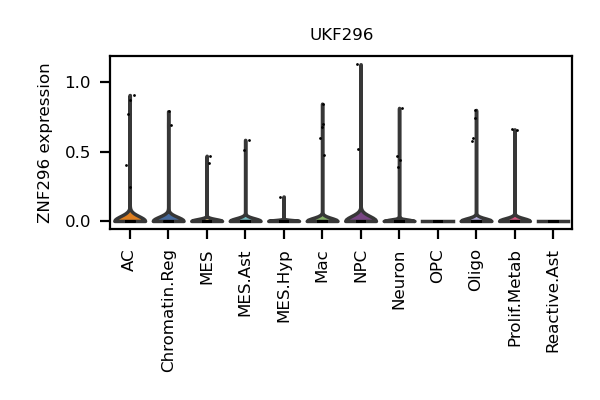 UKF296
ZNF296 expression
1.0
0.5
0.0
AC
Chromatin.Reg
MES
MES.Ast
MES.Hyp
Mac
NPC
Neuron
OPC
Oligo
Prolif.Metab
Reactive.Ast